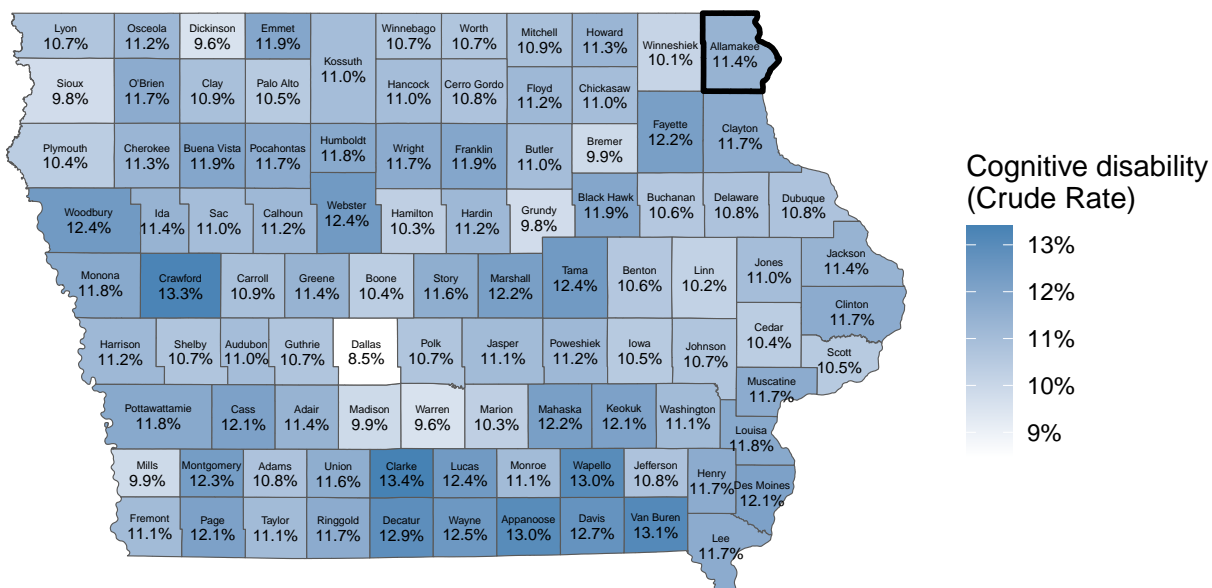 Lyon
10.7%
Osceola
11.2%
Dickinson
9.6%
Emmet
11.9%
Kossuth
11.0%
Winnebago
10.7%
Worth
10.7%
Mitchell
10.9%
Howard
11.3%
Winneshiek
10.1%
Allamakee
11.4%
Sioux
9.8%
O'Brien
11.7%
Clay
10.9%
Palo Alto
10.5%
Hancock
11.0%
Cerro Gordo
10.8%
Floyd
11.2%
Chickasaw
11.0%
Fayette
12.2%
Clayton
11.7%
Plymouth
10.4%
Cherokee
11.3%
Buena Vista
11.9%
Pocahontas
11.7%
Humboldt
11.8%
Wright
11.7%
Franklin
11.9%
Butler
11.0%
Bremer
9.9%
Woodbury
12.4%
Ida
11.4%
Sac
11.0%
Calhoun
11.2%
Webster
12.4%
Hamilton
10.3%
Hardin
11.2%
Grundy
9.8%
Black Hawk
11.9%
Buchanan
10.6%
Delaware
10.8%
Dubuque
10.8%
Monona
11.8%
Crawford
13.3%
Carroll
10.9%
Greene
11.4%
Boone
10.4%
Story
11.6%
Marshall
12.2%
Tama
12.4%
Benton
10.6%
Linn
10.2%
Jones
11.0%
Jackson
11.4%
Clinton
11.7%
Harrison
11.2%
Shelby
10.7%
Audubon
11.0%
Guthrie
10.7%
Dallas
8.5%
Polk
10.7%
Jasper
11.1%
Poweshiek
11.2%
Iowa
10.5%
Johnson
10.7%
Cedar
10.4%
Scott
10.5%
Muscatine
11.7%
Pottawattamie
11.8%
Cass
12.1%
Adair
11.4%
Madison
9.9%
Warren
9.6%
Marion
10.3%
Mahaska
12.2%
Keokuk
12.1%
Washington
11.1%
Louisa
11.8%
Mills
9.9%
Montgomery
12.3%
Adams
10.8%
Union
11.6%
Clarke
13.4%
Lucas
12.4%
Monroe
11.1%
Wapello
13.0%
Jefferson
10.8%
Henry
11.7%
Des Moines
12.1%
Fremont
11.1%
Page
12.1%
Taylor
11.1%
Ringgold
11.7%
Decatur
12.9%
Wayne
12.5%
Appanoose
13.0%
Davis
12.7%
Van Buren
13.1%
Lee
11.7%
Cognitive disability
(Crude Rate)
13%
12%
11%
10%
9%